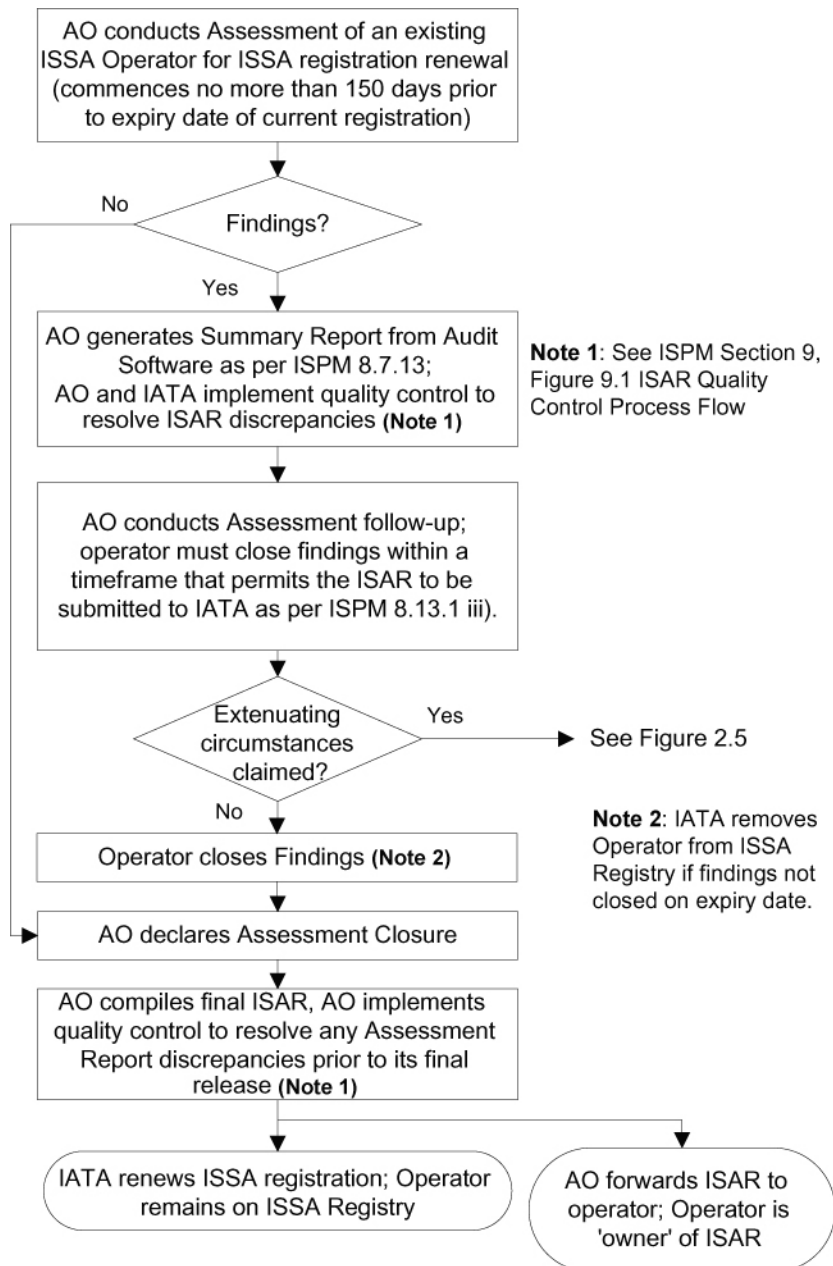 AO conducts Assessment of an existing
ISSA Operator for ISSA registration renewal
(commences no more than 150 days prior
to expiry date of current registration)
No
Findings?
Yes
AO generates Summary Report from Audit
Software as per ISPM 8.7.13;
AO and IATA implement quality control to
resolve ISAR discrepancies (Note 1)
Note 1: See ISPM Section 9,
Figure 9.1 ISAR Quality
Control Process Flow
AO conducts Assessment follow-up;
operator must close findings within a
timeframe that permits the ISAR to be
submitted to IATA as per ISPM 8.13.1 iii).
Extenuating
circumstances
claimed?
Yes
See Figure 2.5
No
Operator closes Findings (Note 2)
Note 2: IATA removes
Operator from ISSA
Registry if findings not
closed on expiry date.
AO declares Assessment Closure
AO compiles final ISAR, AO implements
quality control to resolve any Assessment
Report discrepancies prior to its final
release (Note 1)
IATA renews ISSA registration; Operator
remains on ISSA Registry
AO forwards ISAR to
operator; Operator is
'owner' of ISAR